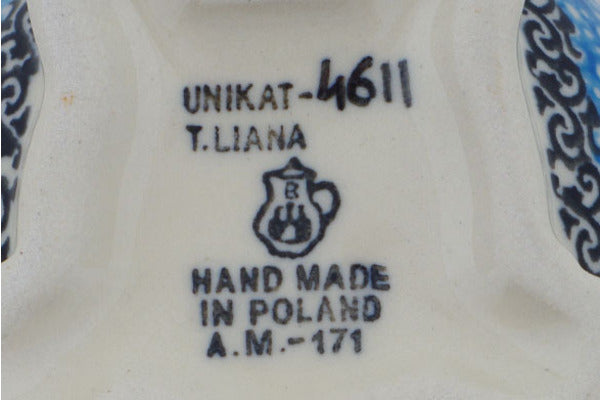 UNIKAT-4611
T.LIANA
B
HAND MADE
IN POLAND
A.M.-171